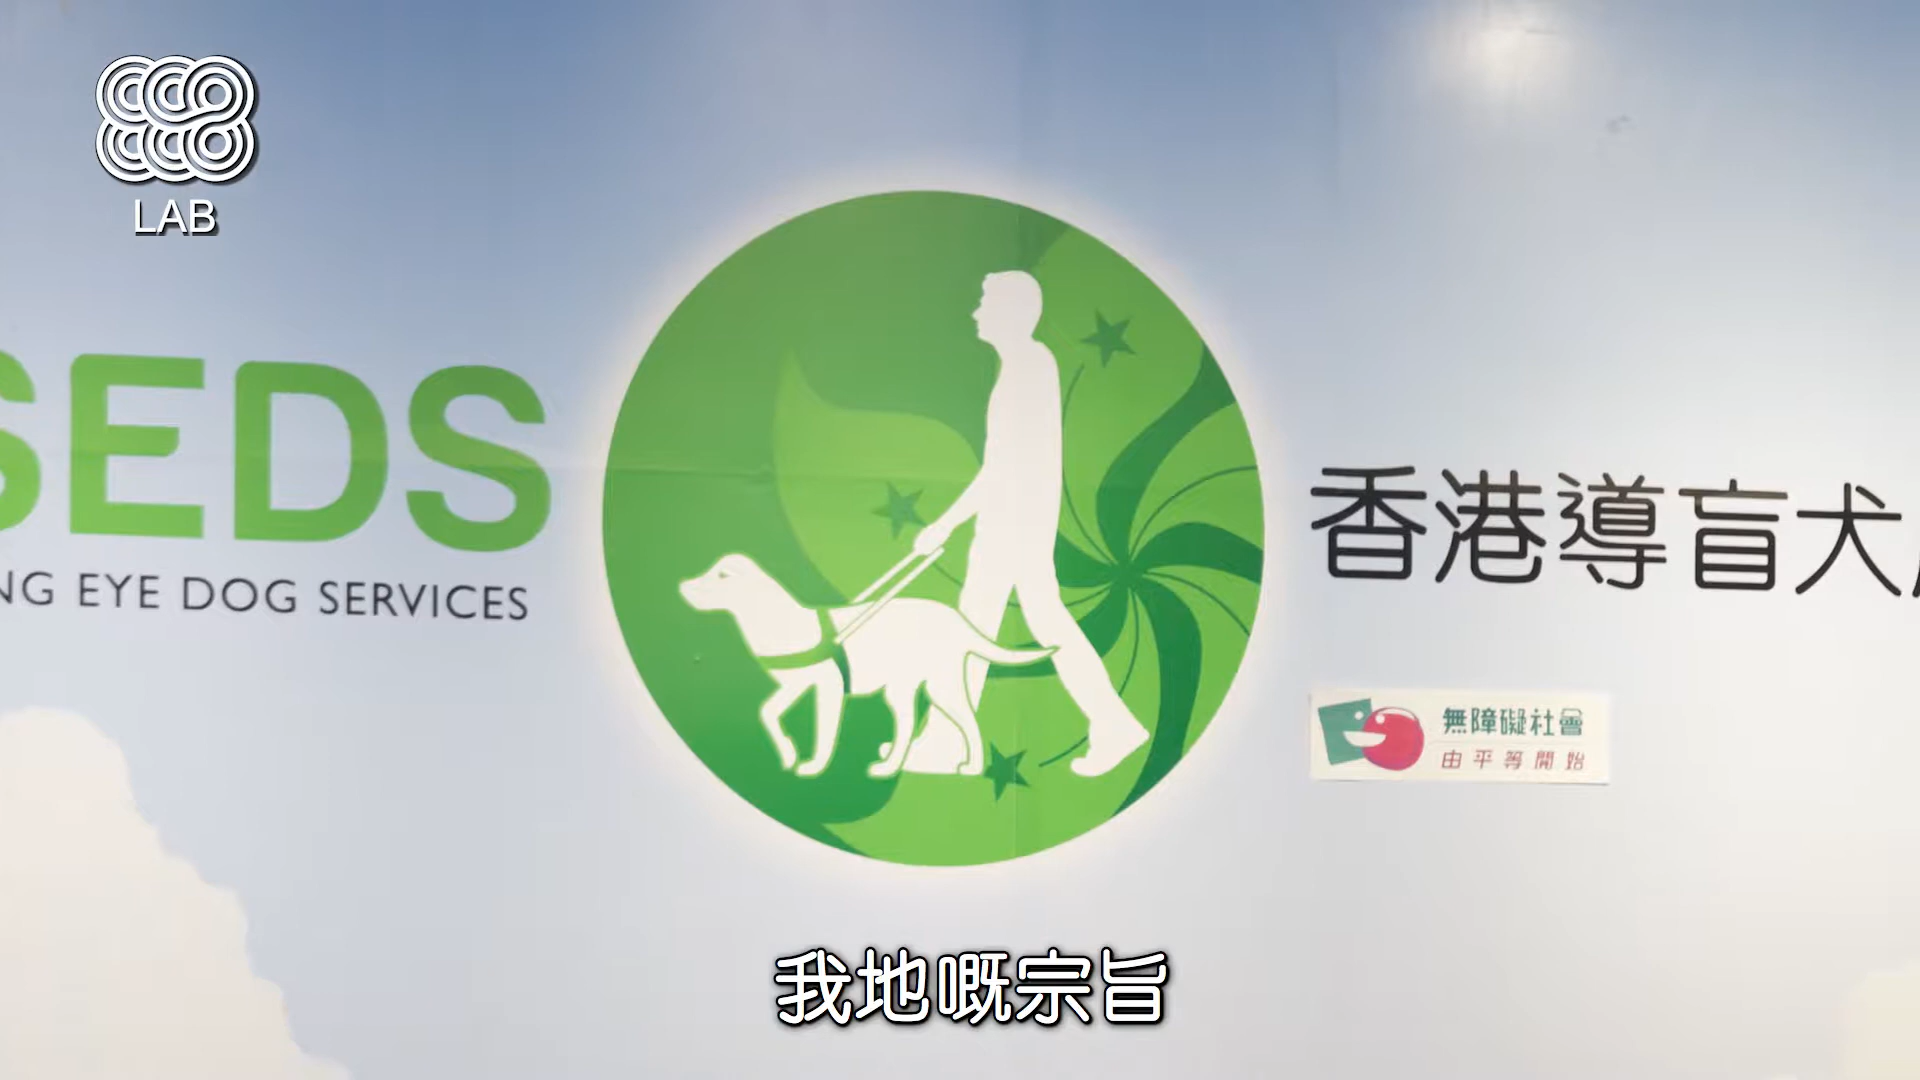 LAB
SEDS
NG EYE DOG SERVICES
香港導盲犬
無障礙社會
由平等開始
我地嘅宗旨